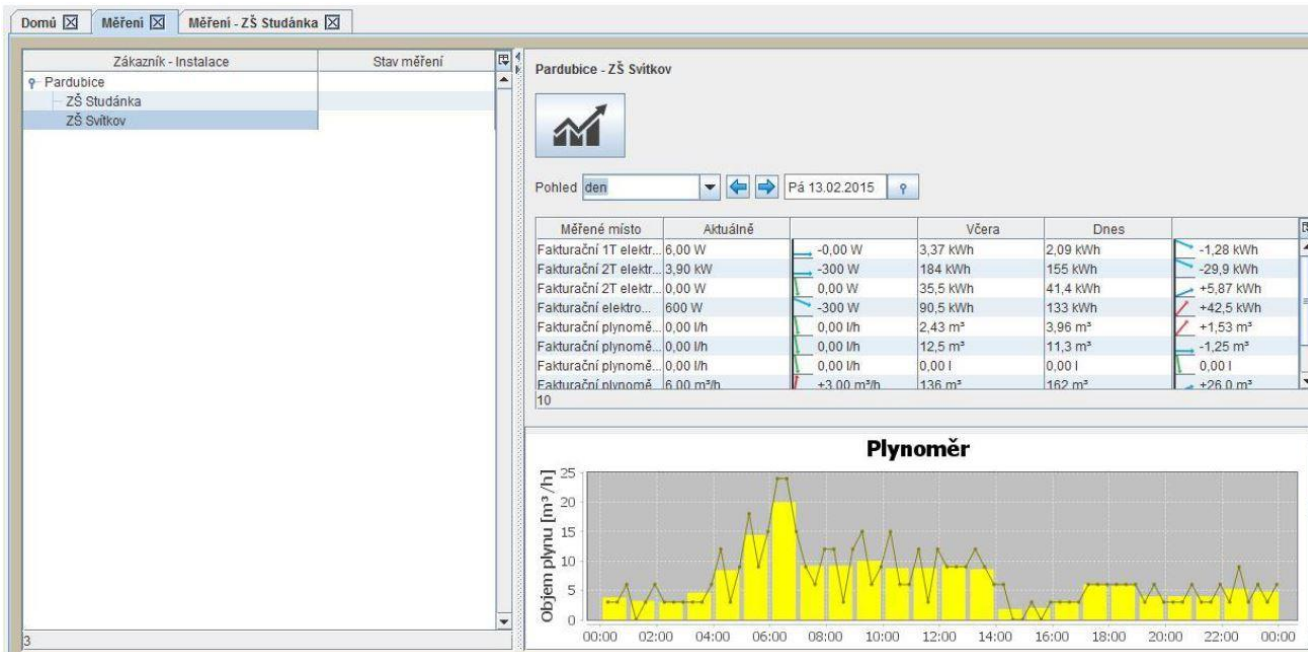 Domů Měření Měření - ZŠ Studánka
Zákazník - Instalace Stav měření
Pardubice
ZŠ Studánka
ZŠ Svítkov
3
Pardubice - ZŠ Svítkov
Pohled den Pá 13.02.2015
Měřené místo Aktuálně Včera Dnes
Fakturační 1T elektr... 6,00 W -0,00 W 3,37 kWh 2,09 kWh -1,28 kWh
Fakturační 2T elektr... 3,90 kW -300 W 184 kWh 155 kWh -29,9 kWh
Fakturační 2T elektr... 0,00 W 0,00 W 35,5 kWh 41,4 kWh +5,87 kWh
Fakturační elektro... 600 W -300 W 90,5 kWh 133 kWh +42,5 kWh
Fakturační plynomě... 0,00 l/h 0,00 l/h 2,43 m³ 3,96 m³ +1,53 m³
Fakturační plynomě... 0,00 l/h 0,00 l/h 12,5 m³ 11,3 m³ -1,25 m³
Fakturační plynomě... 0,00 l/h 0,00 l/h 0,00 l 0,00 l 0,00 l
Fakturační plynomě... 6,00 m³/h +3,00 m³/h 136 m³ 162 m³ +26,0 m³
10
Plynoměr
Objem plynu [m³/h]
25
20
15
10
5
0
00:00 02:00 04:00 06:00 08:00 10:00 12:00 14:00 16:00 18:00 20:00 22:00 00:00